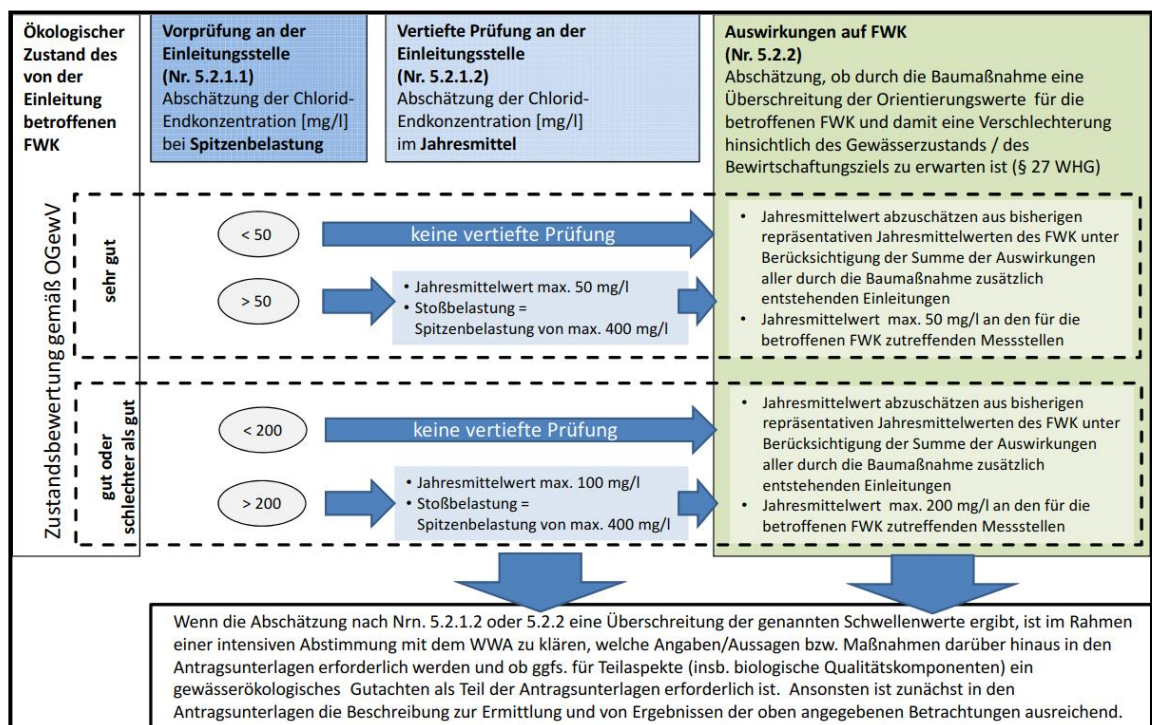 Ökologischer
Zustand des
von der
Einleitung
betroffenen
FWK
Vorprüfung an der
Einleitungsstelle
(Nr. 5.2.1.1)
Abschätzung der Chlorid-
Endkonzentration [mg/l]
bei Spitzenbelastung
Vertiefte Prüfung an der
Einleitungsstelle
(Nr. 5.2.1.2)
Abschätzung der Chlorid-
Endkonzentration [mg/l]
im Jahresmittel
Auswirkungen auf FWK
(Nr. 5.2.2)
Abschätzung, ob durch die Baumaßnahme eine
Überschreitung der Orientierungswerte für die
betroffenen FWK und damit eine Verschlechterung
hinsichtlich des Gewässerzustands / des
Bewirtschaftungsziels zu erwarten ist (§ 27 WHG)
Zustandsbewertung gemäß OGewV
sehr gut
< 50
keine vertiefte Prüfung
> 50
• Jahresmittelwert max. 50 mg/l
• Stoßbelastung =
Spitzenbelastung von max. 400 mg/l
• Jahresmittelwert abzuschätzen aus bisherigen
repräsentativen Jahresmittelwerten des FWK unter
Berücksichtigung der Summe der Auswirkungen
aller durch die Baumaßnahme zusätzlich
entstehenden Einleitungen
• Jahresmittelwert max. 50 mg/l an den für die
betroffenen FWK zutreffenden Messstellen
gut oder
schlechter als gut
< 200
keine vertiefte Prüfung
> 200
• Jahresmittelwert max. 100 mg/l
• Stoßbelastung =
Spitzenbelastung von max. 400 mg/l
• Jahresmittelwert abzuschätzen aus bisherigen
repräsentativen Jahresmittelwerten des FWK unter
Berücksichtigung der Summe der Auswirkungen
aller durch die Baumaßnahme zusätzlich
entstehenden Einleitungen
• Jahresmittelwert max. 200 mg/l an den für die
betroffenen FWK zutreffenden Messstellen
Wenn die Abschätzung nach Nrn. 5.2.1.2 oder 5.2.2 eine Überschreitung der genannten Schwellenwerte ergibt, ist im Rahmen
einer intensiven Abstimmung mit dem WWA zu klären, welche Angaben/Aussagen bzw. Maßnahmen darüber hinaus in den
Antragsunterlagen erforderlich werden und ob ggfs. für Teilaspekte (insb. biologische Qualitätskomponenten) ein
gewässerökologisches Gutachten als Teil der Antragsunterlagen erforderlich ist. Ansonsten ist zunächst in den
Antragsunterlagen die Beschreibung zur Ermittlung und von Ergebnissen der oben angegebenen Betrachtungen ausreichend.